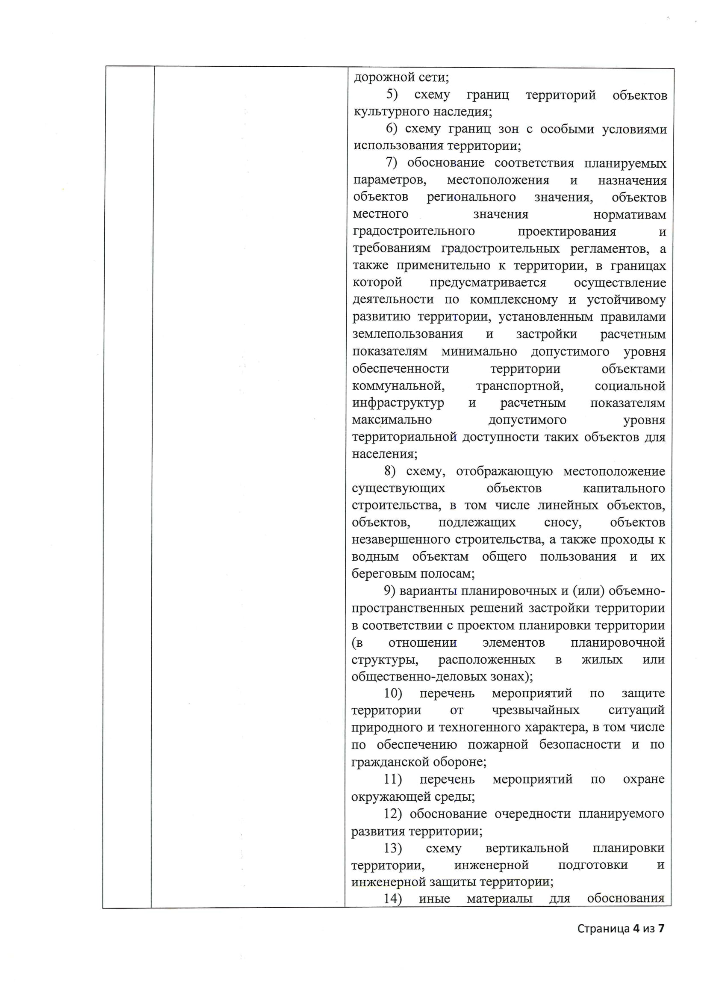 дорожной сети;
5) схему границ территорий объектов
культурного наследия;
6) схему границ зон с особыми условиями
использования территории;
7) обоснование соответствия планируемых
параметров, местоположения и назначения
объектов регионального значения, объектов
местного значения нормативам
градостроительного проектирования и
требованиям градостроительных регламентов, а
также применительно к территории, в границах
которой предусматривается осуществление
деятельности по комплексному и устойчивому
развитию территории, установленным правилами
землепользования и застройки расчетным
показателям минимально допустимого уровня
обеспеченности территории объектами
коммунальной, транспортной, социальной
инфраструктур и расчетным показателям
максимально допустимого уровня
территориальной доступности таких объектов для
населения;
8) схему, отображающую местоположение
существующих объектов капитального
строительства, в том числе линейных объектов,
объектов, подлежащих сносу, объектов
незавершенного строительства, а также проходы к
водным объектам общего пользования и их
береговым полосам;
9) варианты планировочных и (или) объемно-
пространственных решений застройки территории
в соответствии с проектом планировки территории
(в отношении элементов планировочной
структуры, расположенных в жилых или
общественно-деловых зонах);
10) перечень мероприятий по защите
территории от чрезвычайных ситуаций
природного и техногенного характера, в том числе
по обеспечению пожарной безопасности и по
гражданской обороне;
11) перечень мероприятий по охране
окружающей среды;
12) обоснование очередности планируемого
развития территории;
13) схему вертикальной планировки
территории, инженерной подготовки и
инженерной защиты территории;
14) иные материалы для обоснования
Страница 4 из 7